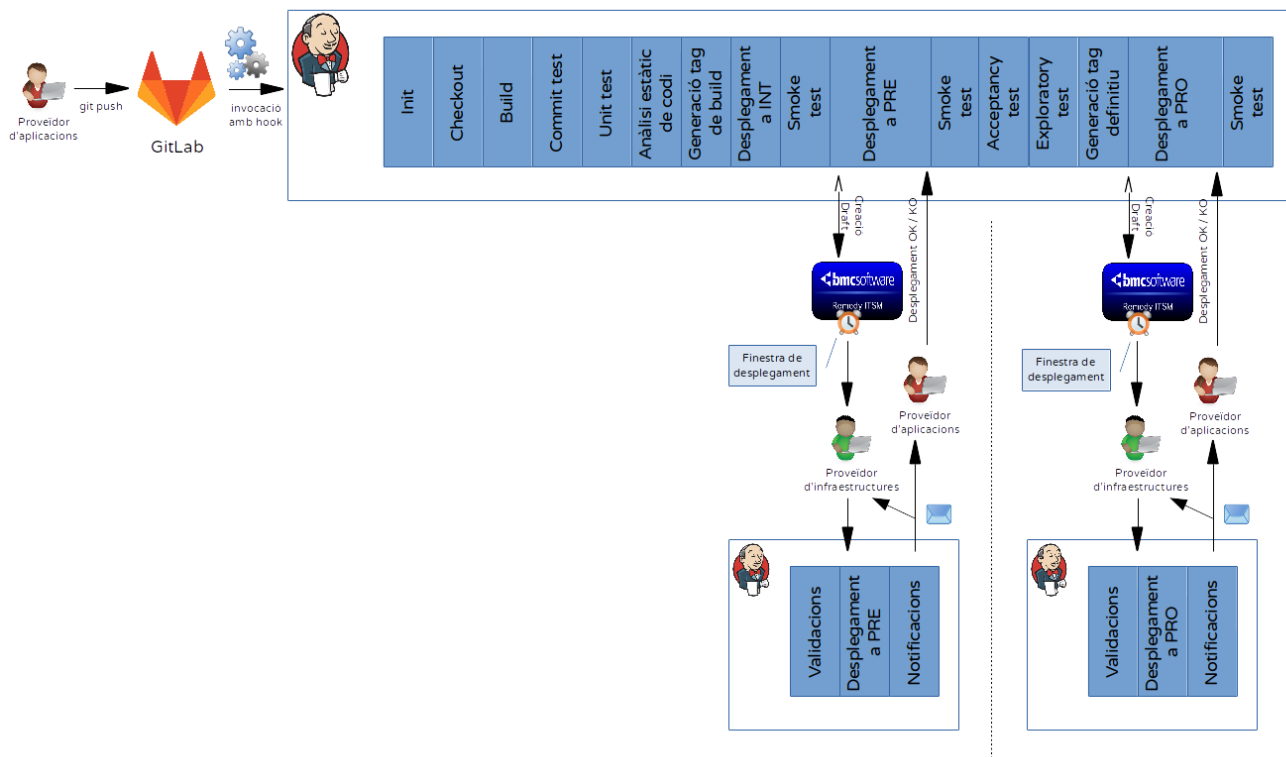 Proveïdor
d'aplicacions
git push
GitLab
invocació
amb hook
Init
Checkout
Build
Commit test
Unit test
Anàlisi estàtic
de codi
Generació tag
de build
Desplegament
a INT
Smoke
test
Desplegament
a PRE
Smoke
test
Acceptancy
test
Exploratory
test
Generació tag
definitiu
Desplegament
a PRO
Smoke
test
Creacio
Draft
Desplegament OK / KO
bmcsoftware
Remedy ITSM
Finestra de
desplegament
Proveïdor
d'aplicacions
Proveïdor
d'infraestructures
Validacions
Desplegament
a PRE
Notificacions
Creacio
Draft
Desplegament OK / KO
bmcsoftware
Remedy ITSM
Finestra de
desplegament
Proveïdor
d'aplicacions
Proveïdor
d'infraestructures
Validacions
Desplegament
a PRO
Notificacions